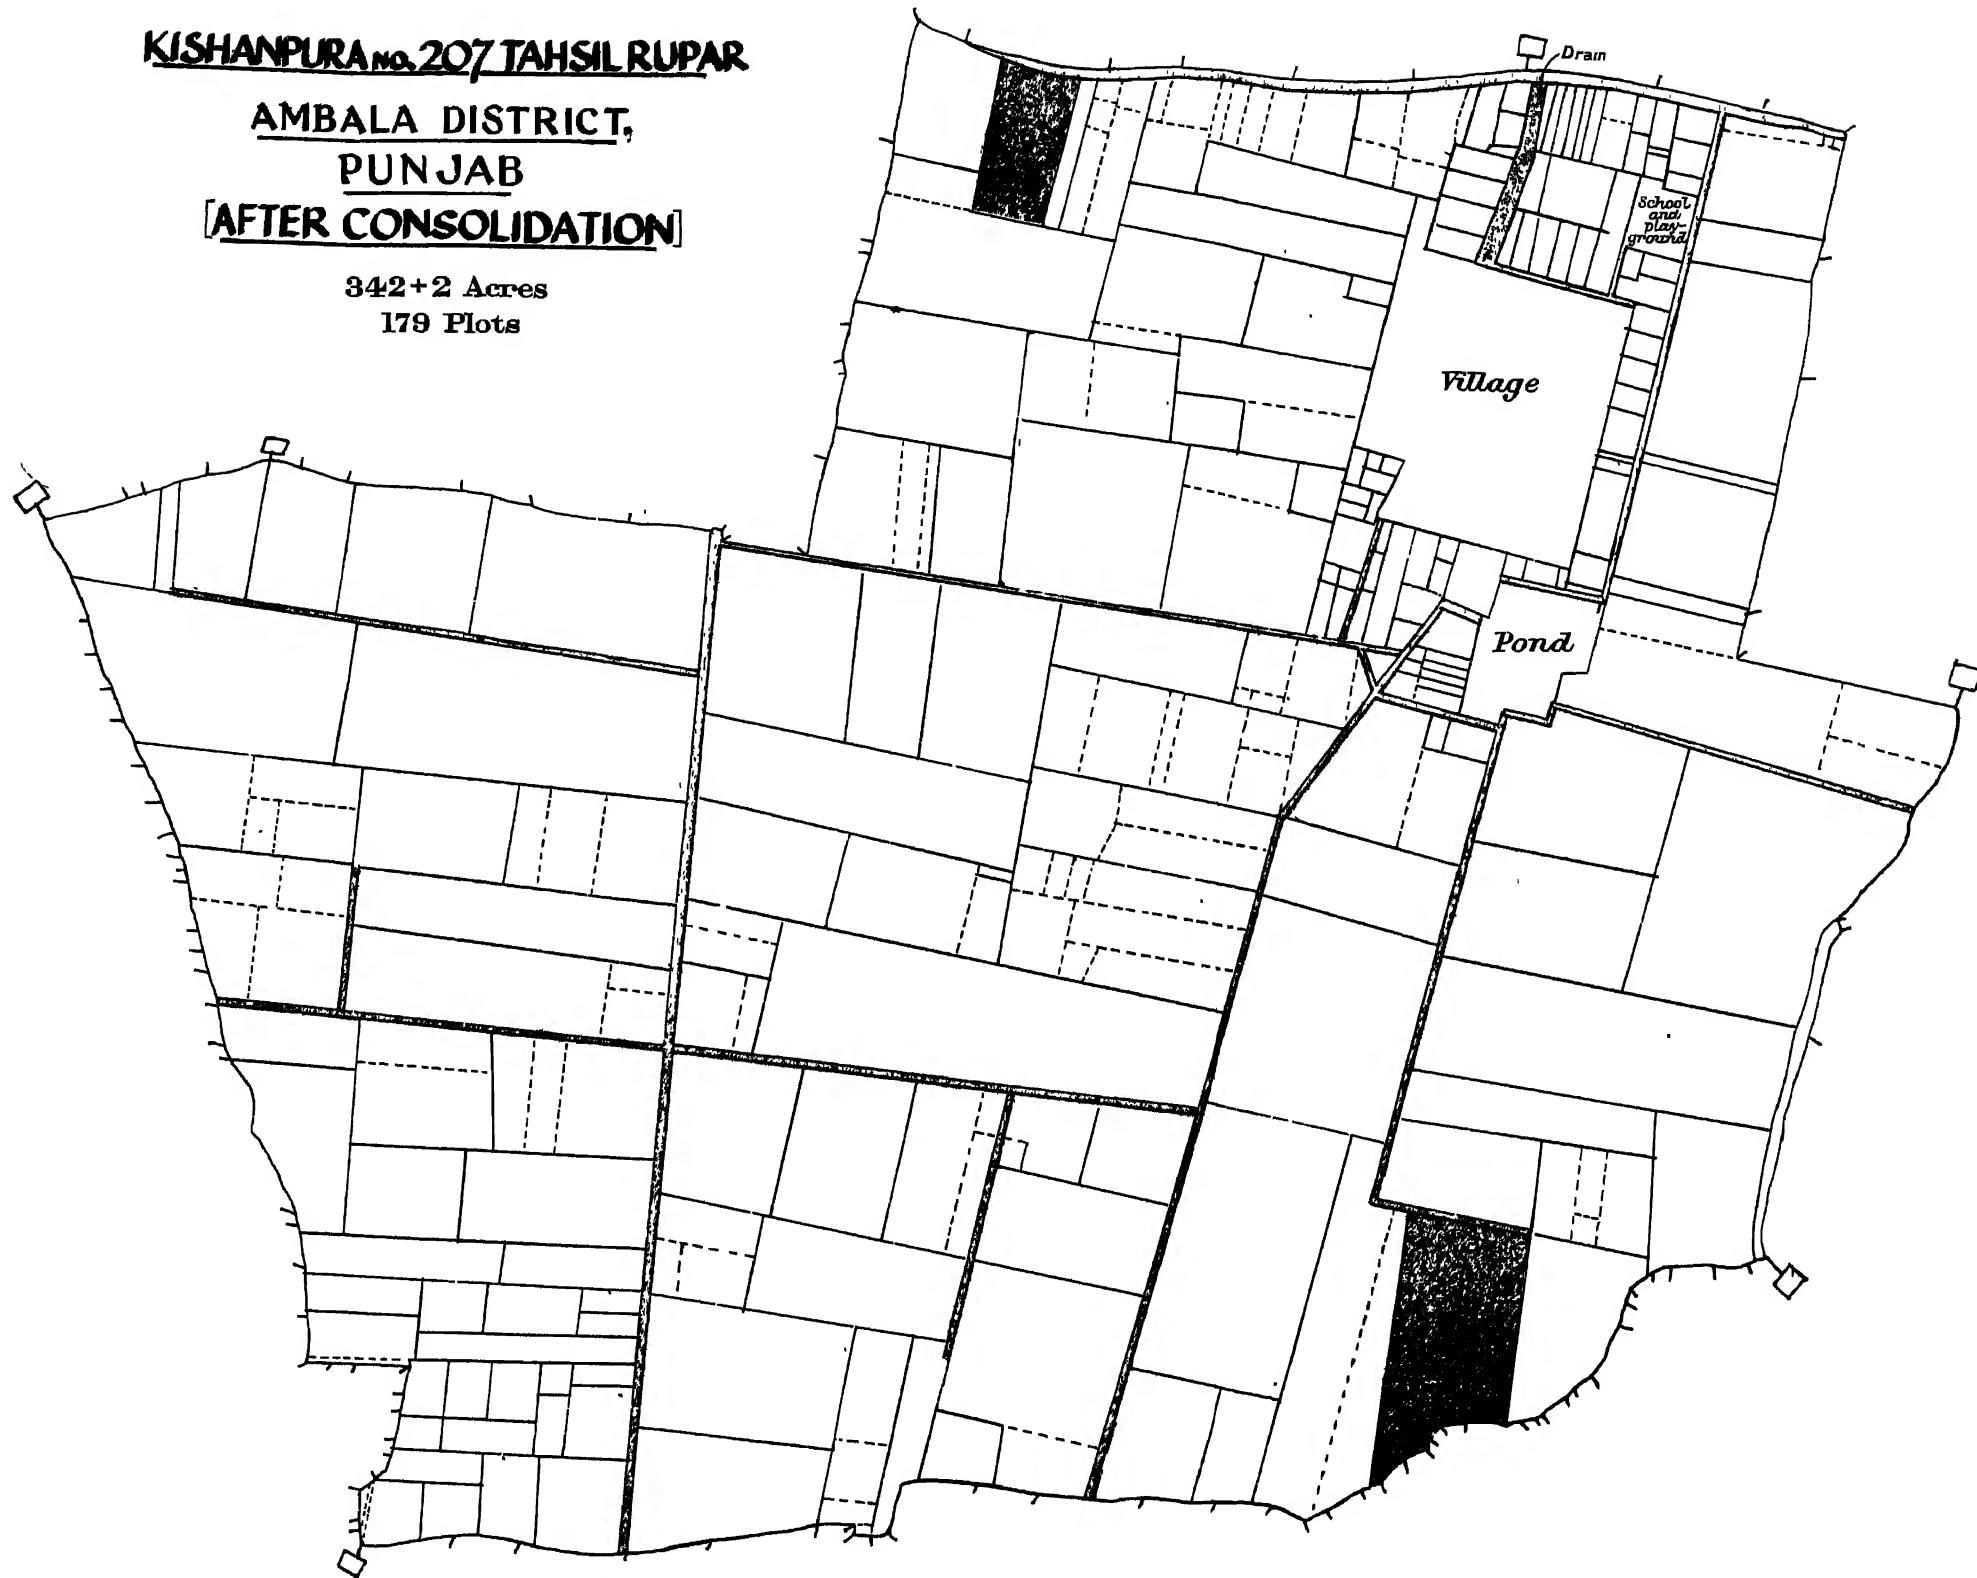 KISHANPURA NO. 207 TAHSIL RUPAR
AMBALA DISTRICT,
PUNJAB
[AFTER CONSOLIDATION]
342+2 Acres
179 Plots
Drain
School
and
play-
ground
Village
Pond